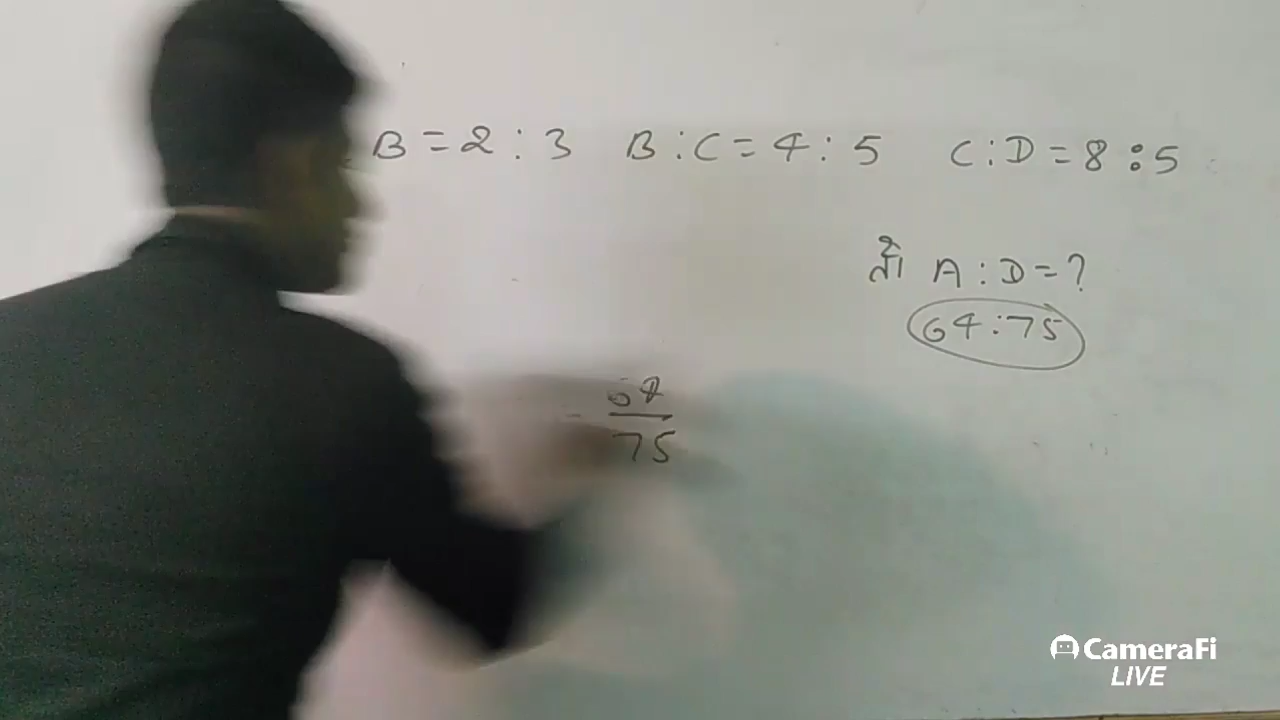 B = 2 : 3 B : C = 4 : 5 C : D = 8 : 5
A : D = ?
64 : 75
= 64
75
CameraFi
LIVE